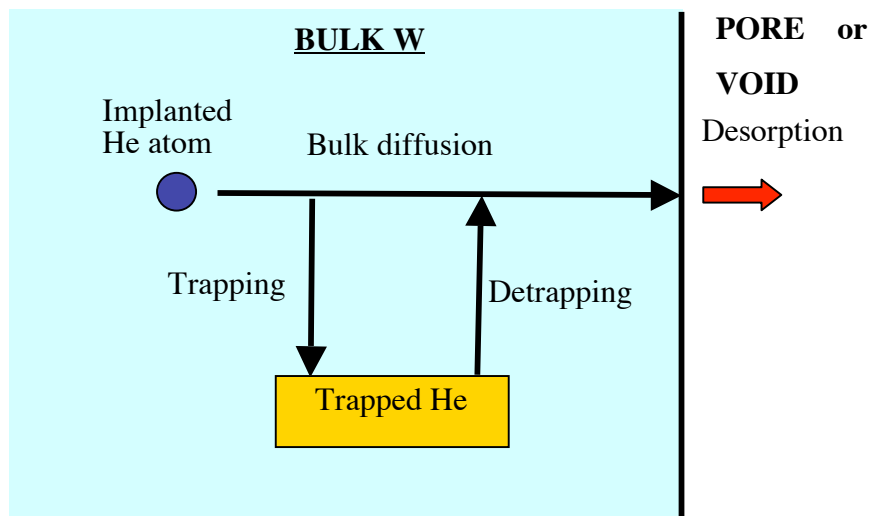 BULK W
PORE or
VOID
Implanted
He atom
Bulk diffusion
Desorption
Trapping
Detrapping
Trapped He